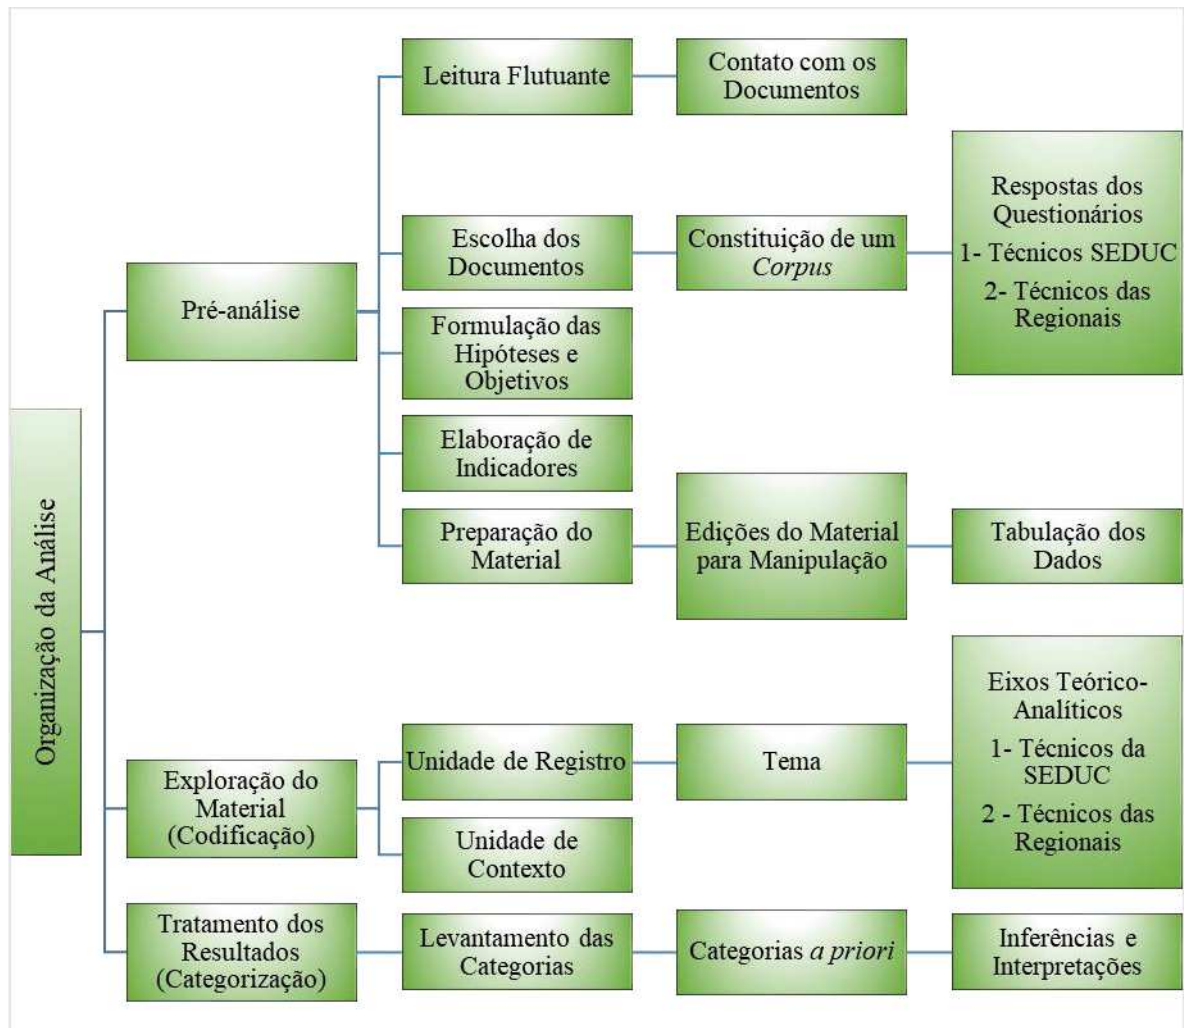 Organização da Análise
Pré-análise
Leitura Flutuante
Contato com os
Documentos
Escolha dos
Documentos
Constituição de um
Corpus
Respostas dos
Questionários
1- Técnicos SEDUC
2- Técnicos das
Regionais
Formulação das
Hipóteses e
Objetivos
Elaboração de
Indicadores
Preparação do
Material
Edições do Material
para Manipulação
Tabulação dos
Dados
Exploração do
Material
(Codificação)
Unidade de Registro
Tema
Eixos Teórico-
Analíticos
1- Técnicos da
SEDUC
2 - Técnicos das
Regionais
Unidade de
Contexto
Tratamento dos
Resultados
(Categorização)
Levantamento das
Categorias
Categorias a priori
Inferências e
Interpretações